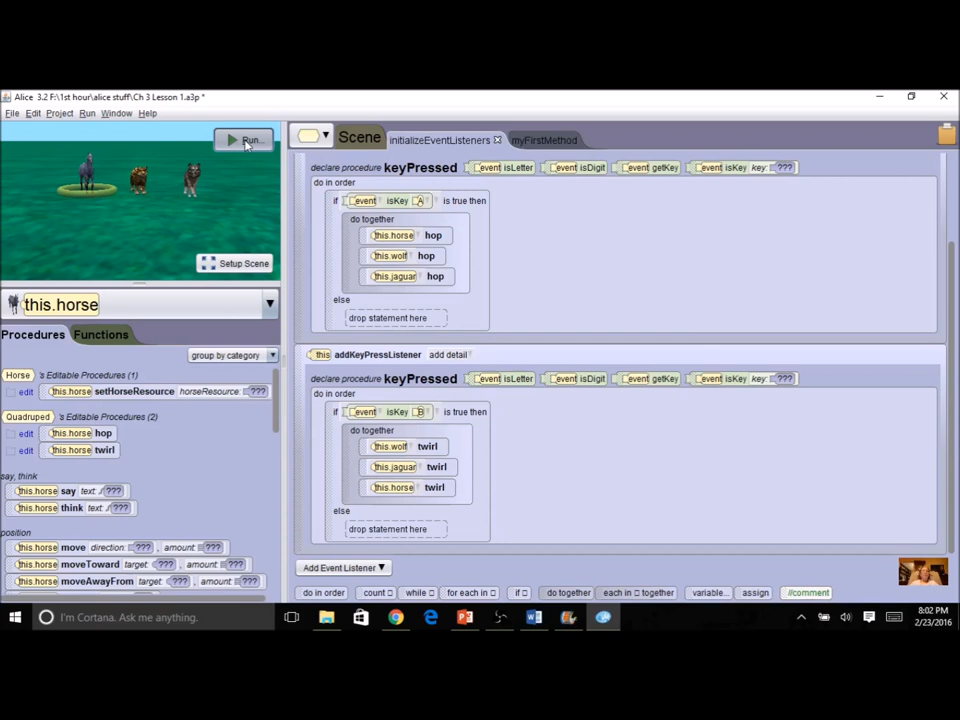 Alice 3.2 F:\1st hour\alice stuff\Ch 3 Lesson 1.a3p *
File Edit Project Run Window Help
Run...
Scene initializeEventListeners myFirstMethod
declare procedure keyPressed event isLetter event isDigit event getKey event isKey key: ???
do in order
if event isKey A is true then
do together
this.horse hop
this.wolf hop
this.jaguar hop
else
drop statement here
Setup Scene
this.horse
Procedures Functions
group by category
Horse 's Editable Procedures (1)
edit this.horse setHorseResource horseResource: ???
Quadruped 's Editable Procedures (2)
edit this.horse hop
edit this.horse twirl
say, think
this.horse say text: ???
this.horse think text: ???
position
this.horse move direction: ??? , amount: ???
this.horse moveToward target: ??? , amount: ???
this.horse moveAwayFrom target: ??? , amount: ???
this addKeyPressListener add detail
declare procedure keyPressed event isLetter event isDigit event getKey event isKey key: ???
do in order
if event isKey B is true then
do together
this.wolf twirl
this.jaguar twirl
this.horse twirl
else
drop statement here
Add Event Listener
do in order count while for each in if do together each in together variable... assign //comment
I'm Cortana. Ask me anything.
8:02 PM
2/23/2016